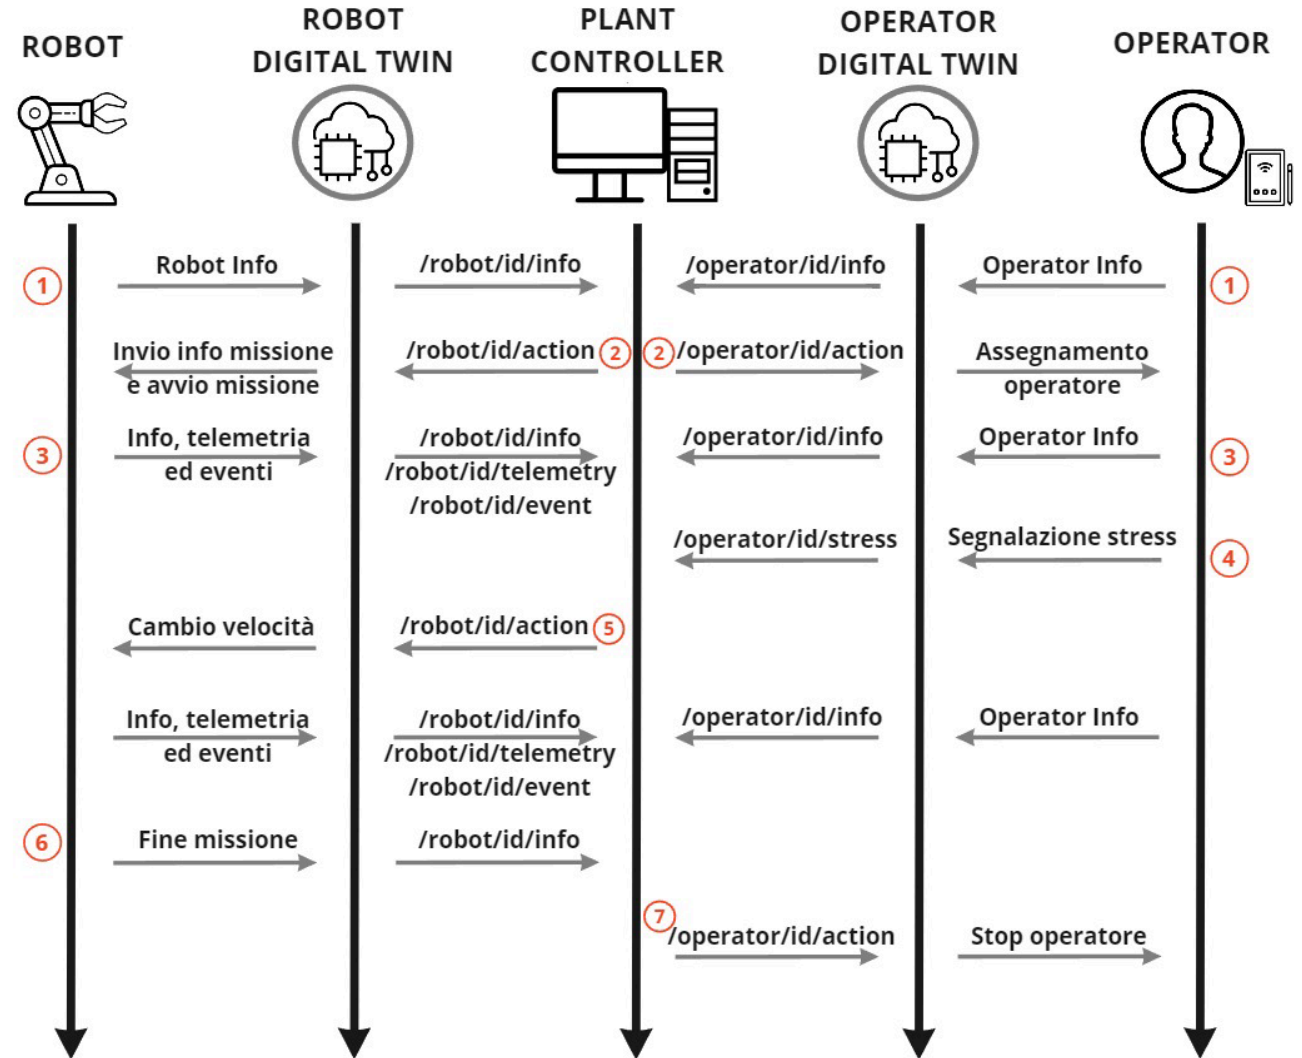 ROBOT
ROBOT
DIGITAL TWIN
PLANT
CONTROLLER
OPERATOR
DIGITAL TWIN
OPERATOR
1
Robot Info
/robot/id/info
/operator/id/info
Operator Info
1
Invio info missione
e avvio missione
/robot/id/action
2
2
/operator/id/action
Assegnamento
operatore
3
Info, telemetria
ed eventi
/robot/id/info
/robot/id/telemetry
/robot/id/event
/operator/id/info
Operator Info
3
/operator/id/stress
Segnalazione stress
4
Cambio velocità
/robot/id/action
5
Info, telemetria
ed eventi
/robot/id/info
/robot/id/telemetry
/robot/id/event
/operator/id/info
Operator Info
6
Fine missione
/robot/id/info
7
/operator/id/action
Stop operatore